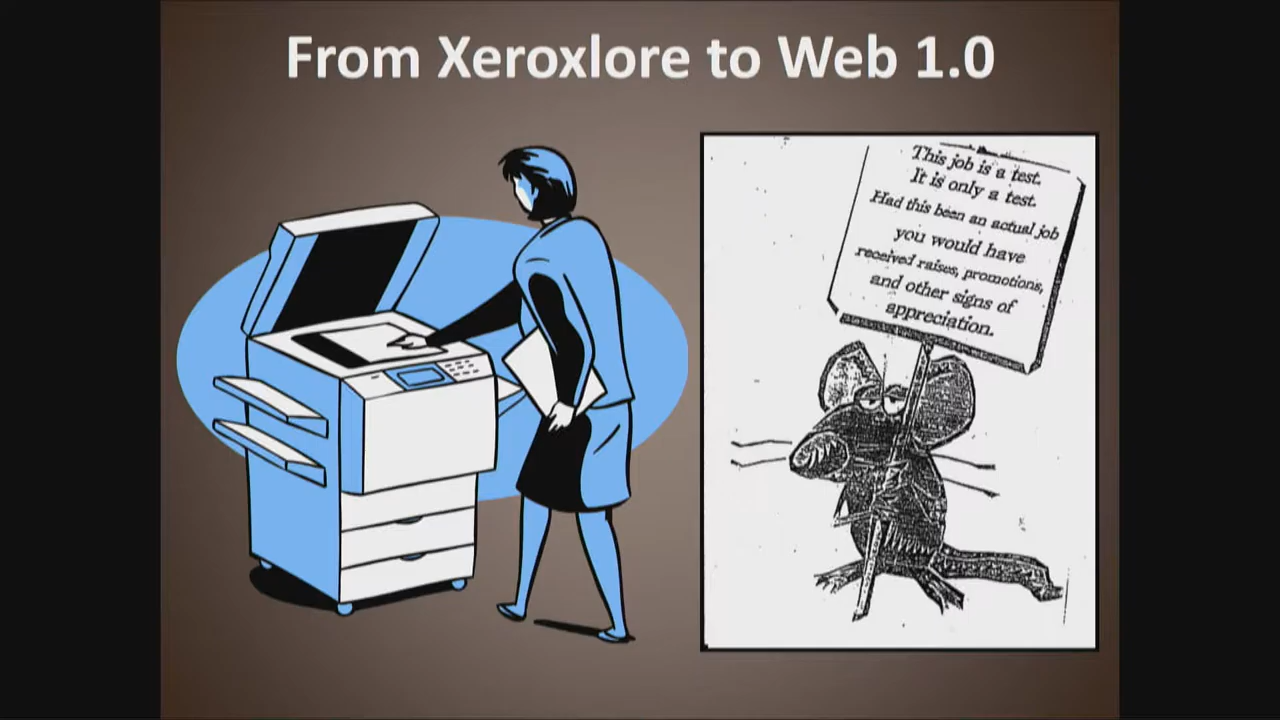 From Xeroxlore to Web 1.0
This job is a test.
It is only a test.
Had this been an actual job
you would have
received raises, promotions,
and other signs of
appreciation.